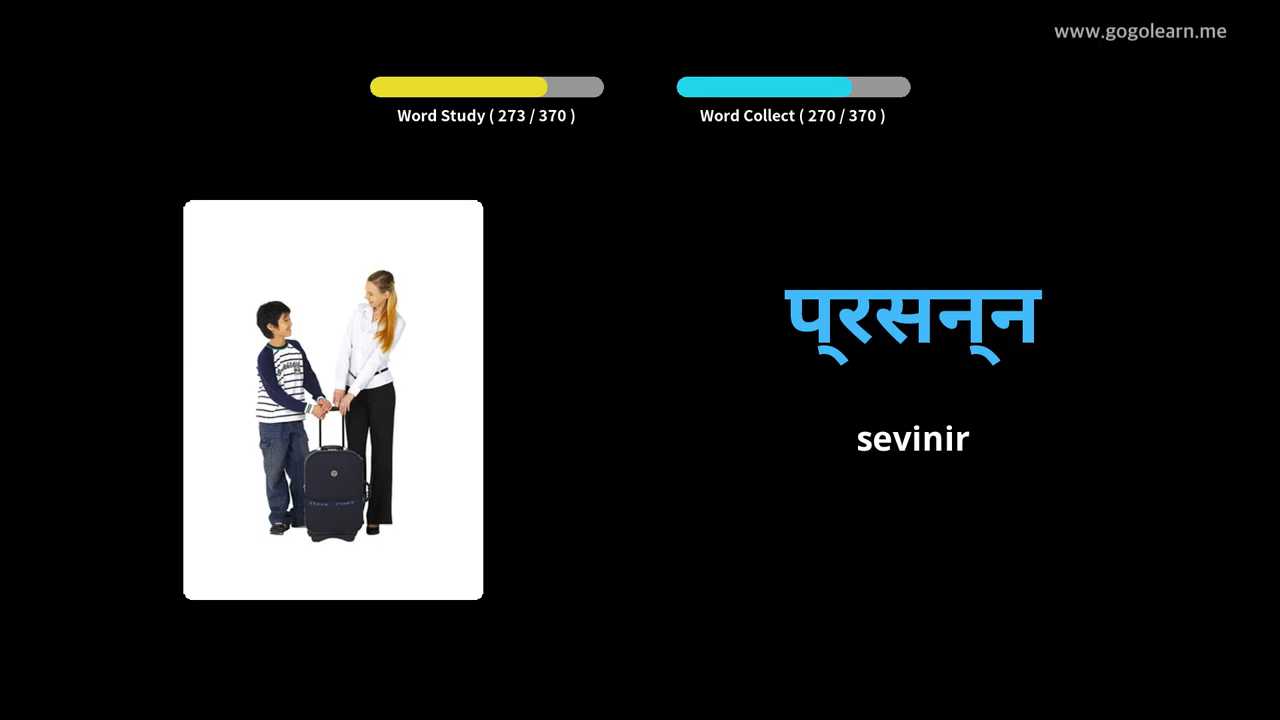 www.gogolearn.me
Word Study ( 273 / 370 )
Word Collect ( 270 / 370 )
प्रसन्न
sevinir